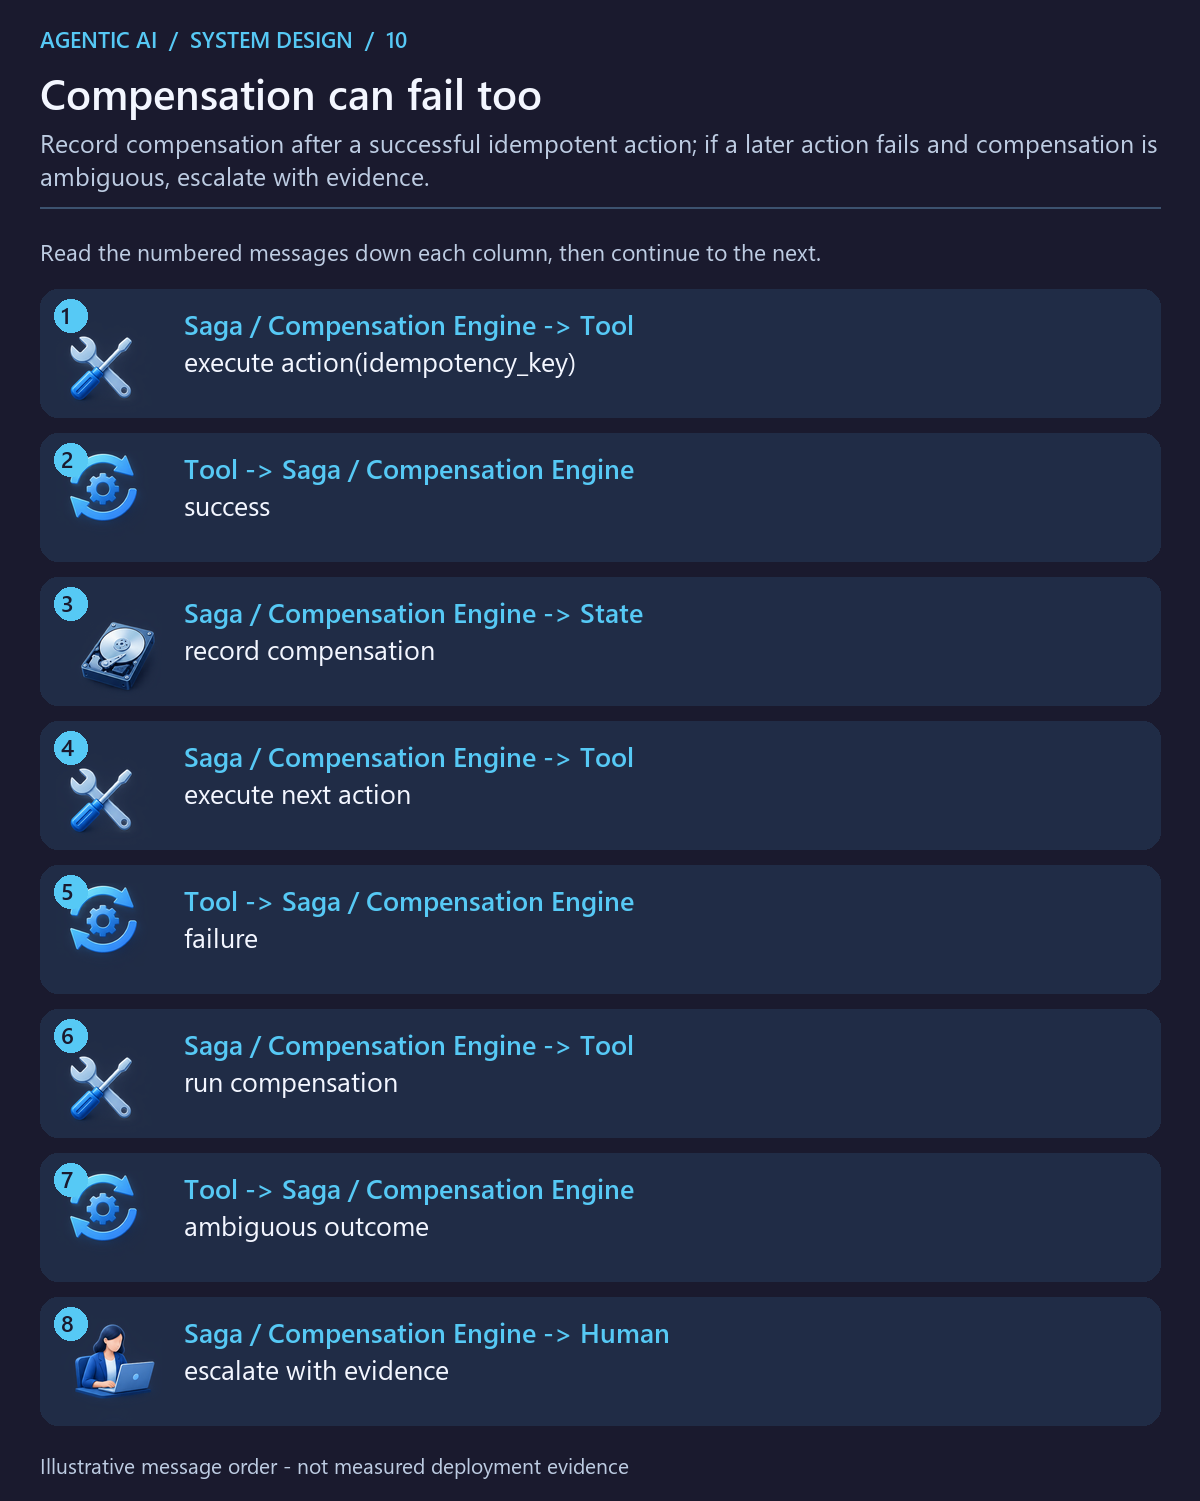 AGENTIC AI / SYSTEM DESIGN / 10
Compensation can fail too
Record compensation after a successful idempotent action; if a later action fails and compensation is
ambiguous, escalate with evidence.
Read the numbered messages down each column, then continue to the next.
1
Saga / Compensation Engine -> Tool
execute action(idempotency_key)
2
Tool -> Saga / Compensation Engine
success
3
Saga / Compensation Engine -> State
record compensation
4
Saga / Compensation Engine -> Tool
execute next action
5
Tool -> Saga / Compensation Engine
failure
6
Saga / Compensation Engine -> Tool
run compensation
7
Tool -> Saga / Compensation Engine
ambiguous outcome
8
Saga / Compensation Engine -> Human
escalate with evidence
Illustrative message order - not measured deployment evidence